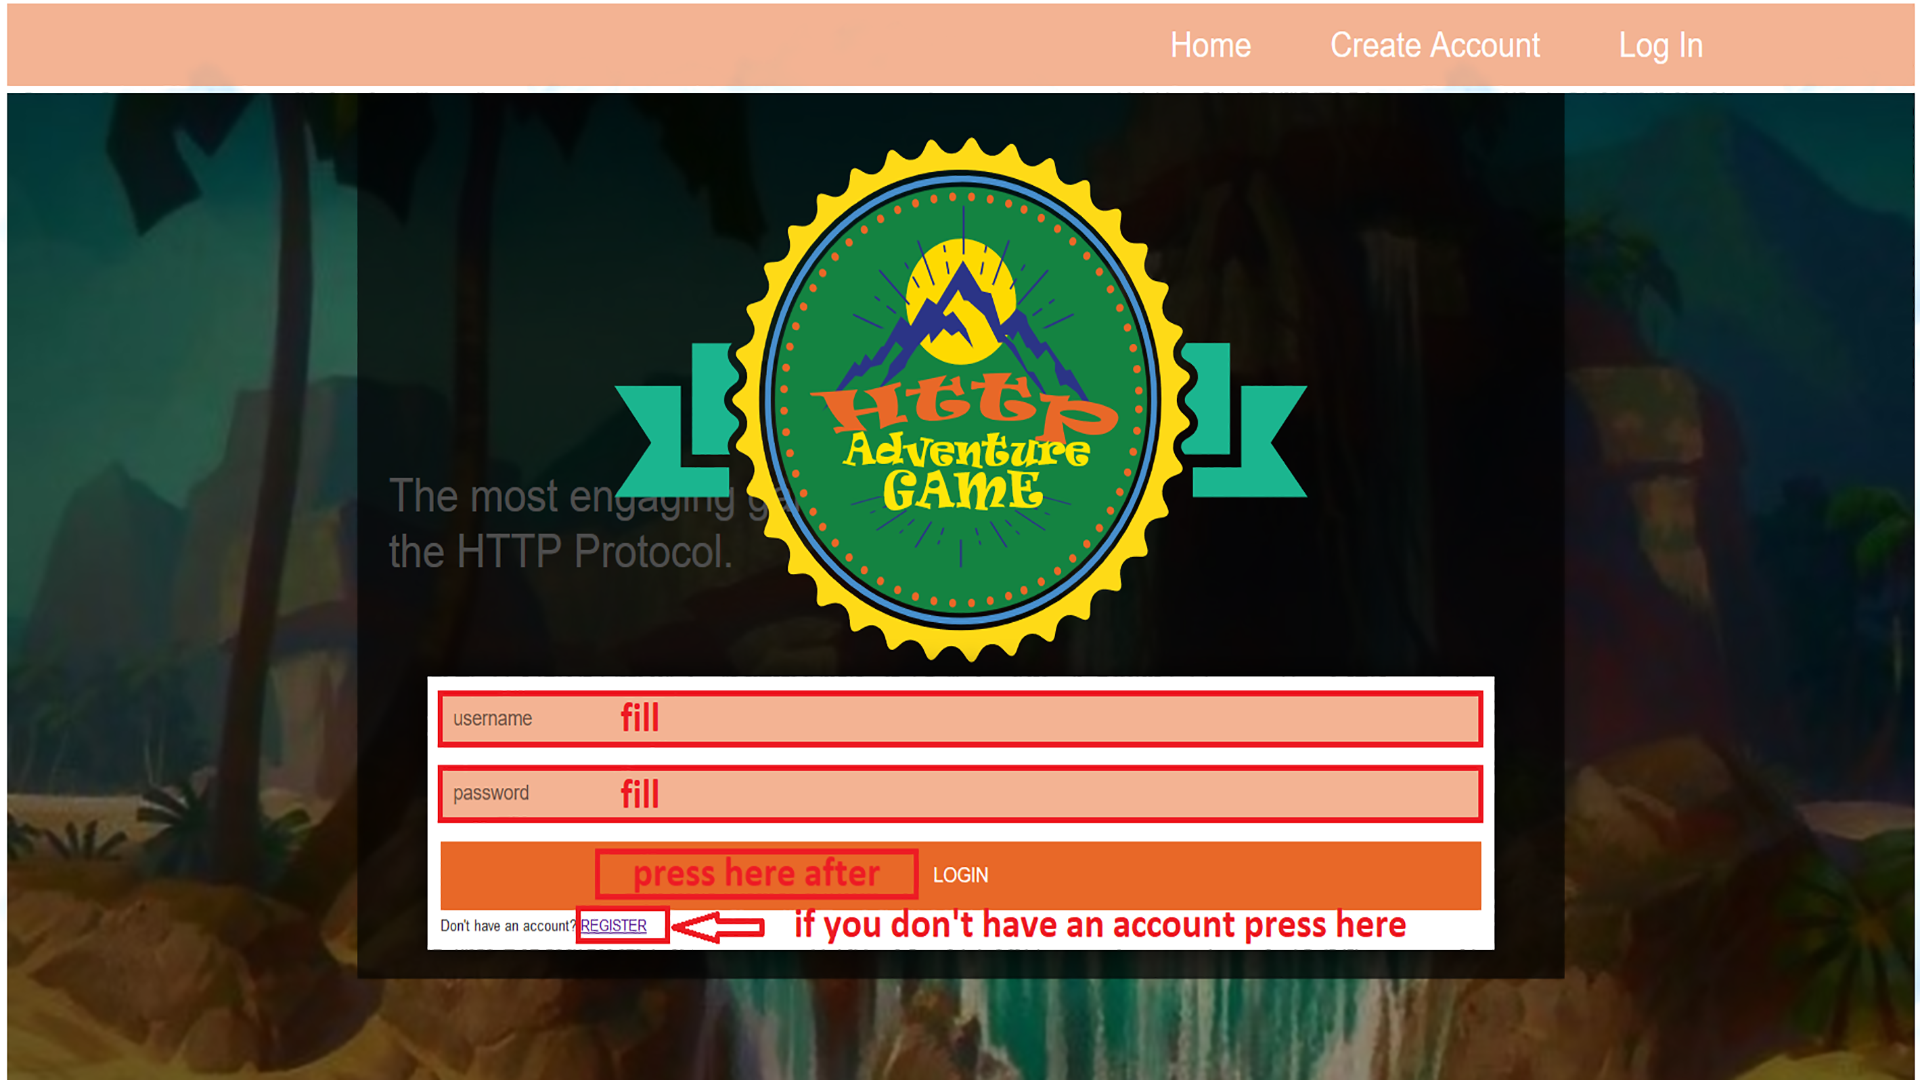 Home Create Account Log In
HTTP
Adventure
GAME
The most engaging
the HTTP Protocol.
username fill
password fill
press here after LOGIN
Don't have an account? REGISTER if you don't have an account press here